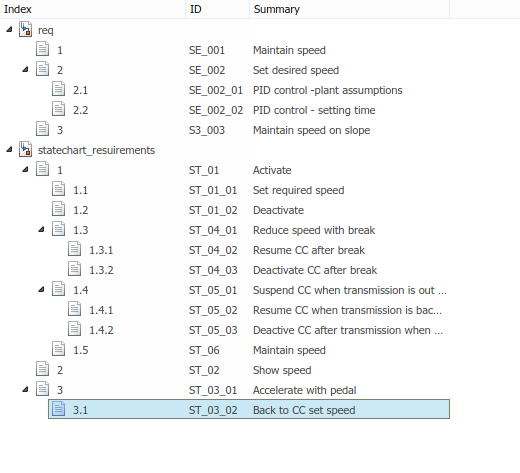 Index ID Summary
req
1 SE_001 Maintain speed
2 SE_002 Set desired speed
2.1 SE_002_01 PID control -plant assumptions
2.2 SE_002_02 PID control - setting time
3 S3_003 Maintain speed on slope
statechart_resuirements
1 ST_01 Activate
1.1 ST_01_01 Set required speed
1.2 ST_01_02 Deactivate
1.3 ST_04_01 Reduce speed with break
1.3.1 ST_04_02 Resume CC after break
1.3.2 ST_04_03 Deactivate CC after break
1.4 ST_05_01 Suspend CC when transmission is out ...
1.4.1 ST_05_02 Resume CC when transmission is bac...
1.4.2 ST_05_03 Deactive CC after transmission when ...
1.5 ST_06 Maintain speed
2 ST_02 Show speed
3 ST_03_01 Accelerate with pedal
3.1 ST_03_02 Back to CC set speed